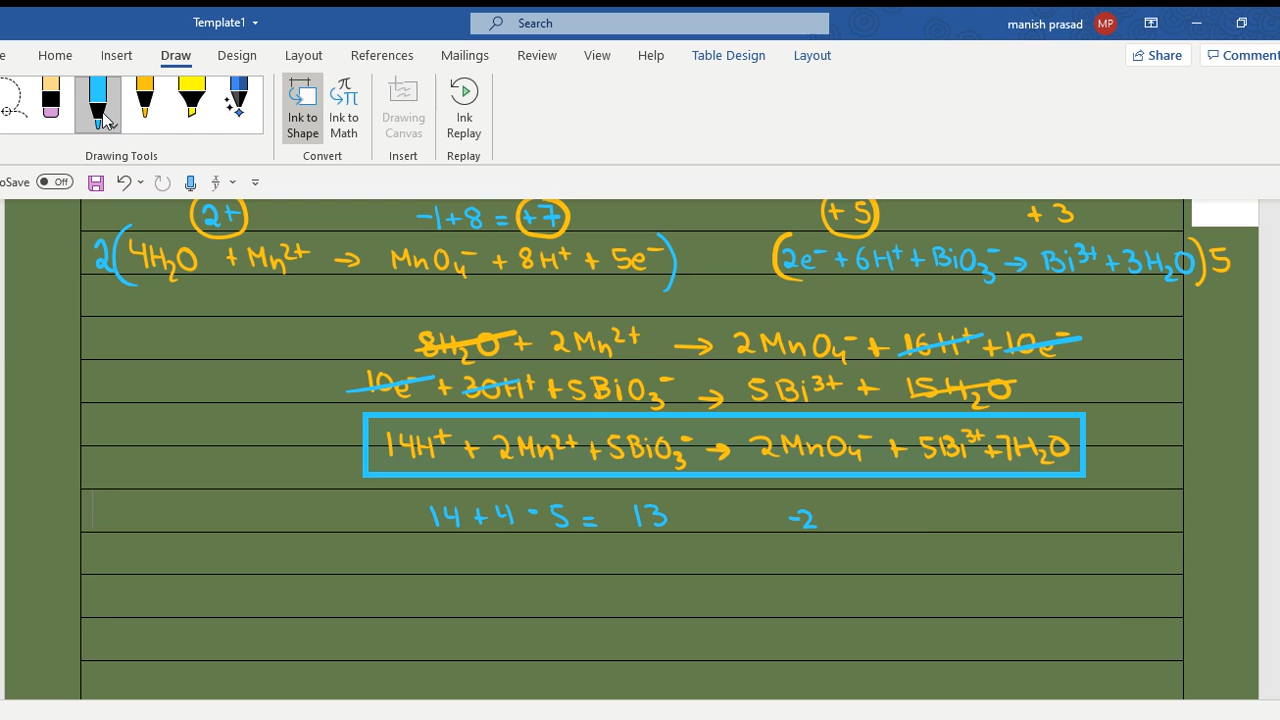 Template1
Search
manish prasad
MP
Home Insert Draw Design Layout References Mailings Review View Help Table Design Layout
Share
Comment
Ink to Shape
Ink to Math
Drawing Canvas
Ink Replay
Drawing Tools
Convert
Insert
Replay
oSave Off
2+ -1+8 = +7 +5 +3
2(4H₂O + Mn²⁺ → MnO₄⁻ + 8H⁺ + 5e⁻) (2e⁻ + 6H⁺ + BiO₃⁻ → Bi³⁺ + 3H₂O)5
8H₂O + 2Mn²⁺ → 2MnO₄⁻ + 16H⁺ + 10e⁻
10e⁻ + 30H⁺ + 5BiO₃⁻ → 5Bi³⁺ + 15H₂O
14H⁺ + 2Mn²⁺ + 5BiO₃⁻ → 2MnO₄⁻ + 5Bi³⁺ + 7H₂O
14 + 4 - 5 = 13 -2